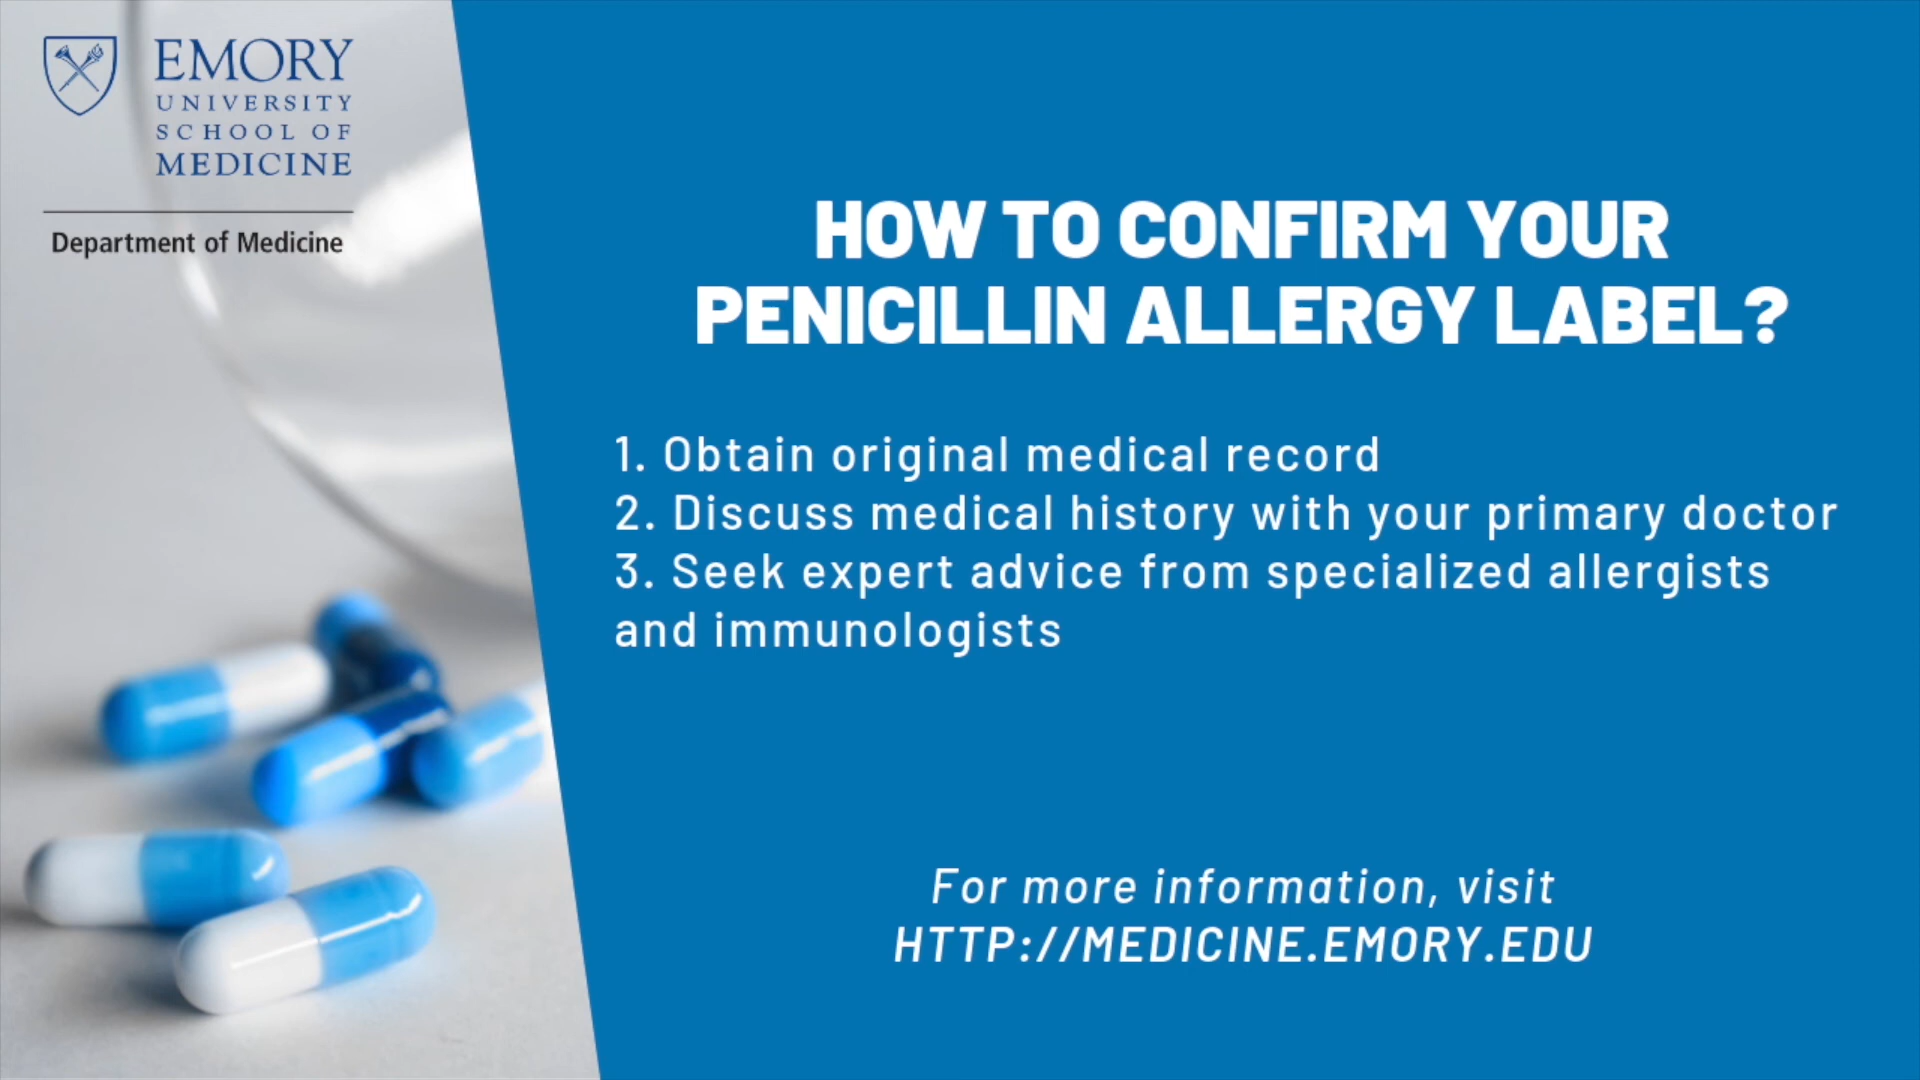 EMORY
UNIVERSITY
SCHOOL OF
MEDICINE
Department of Medicine
HOW TO CONFIRM YOUR
PENICILLIN ALLERGY LABEL?
1. Obtain original medical record
2. Discuss medical history with your primary doctor
3. Seek expert advice from specialized allergists
and immunologists
For more information, visit
HTTP://MEDICINE.EMORY.EDU